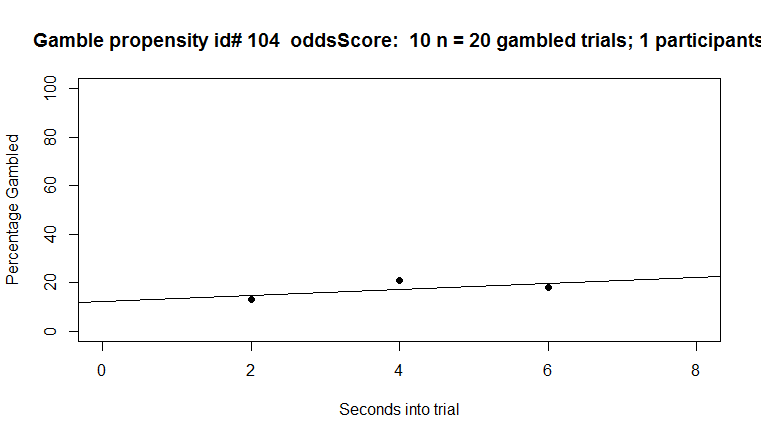 Gamble propensity id# 104  oddsScore:  10 n = 20 gambled trials; 1 participants
Percentage Gambled
100
80
60
40
20
0
0 2 4 6 8
Seconds into trial